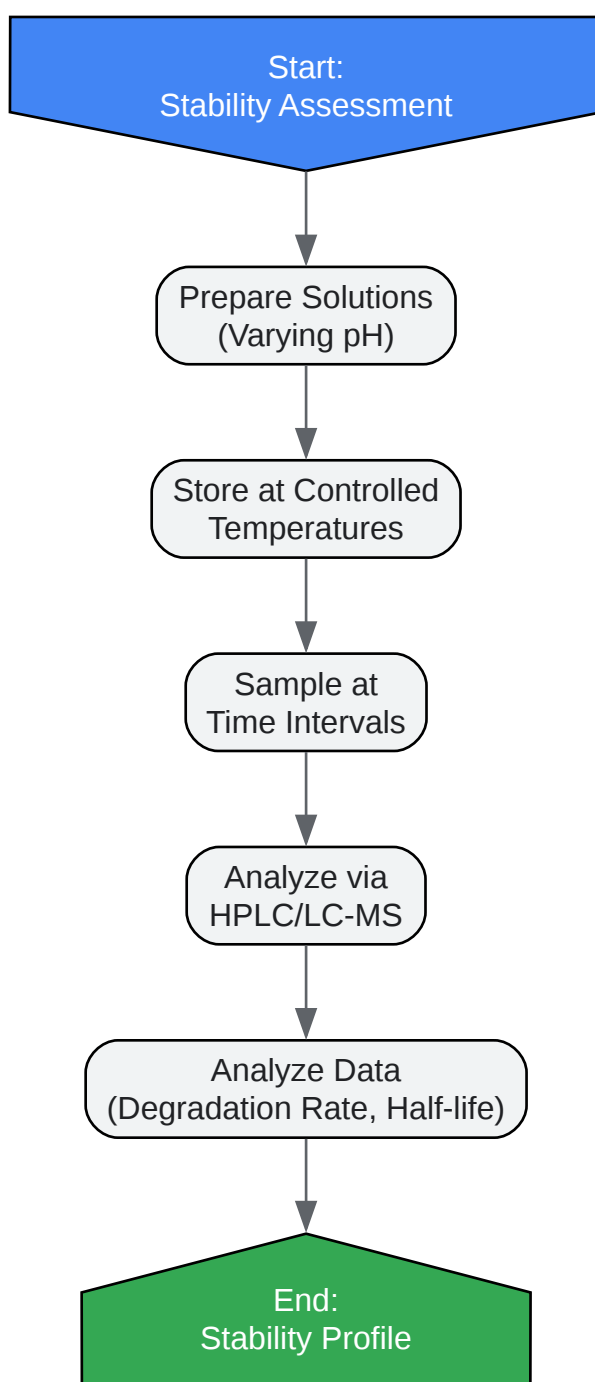 Start:
Stability Assessment
Prepare Solutions
(Varying pH)
Store at Controlled
Temperatures
Sample at
Time Intervals
Analyze via
HPLC/LC-MS
Analyze Data
(Degradation Rate, Half-life)
End:
Stability Profile